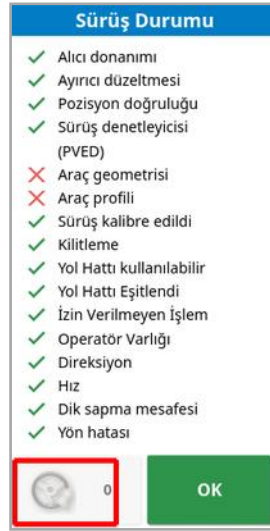 Sürüş Durumu
Alıcı donanımı
Ayırıcı düzeltmesi
Pozisyon doğruluğu
Sürüş denetleyicisi
(PVED)
Araç geometrisi
Araç profili
Sürüş kalibre edildi
Kilitleme
Yol Hattı kullanılabilir
Yol Hattı Eşitlendi
İzin Verilmeyen İşlem
Operatör Varlığı
Direksiyon
Hız
Dik sapma mesafesi
Yön hatası
0
OK